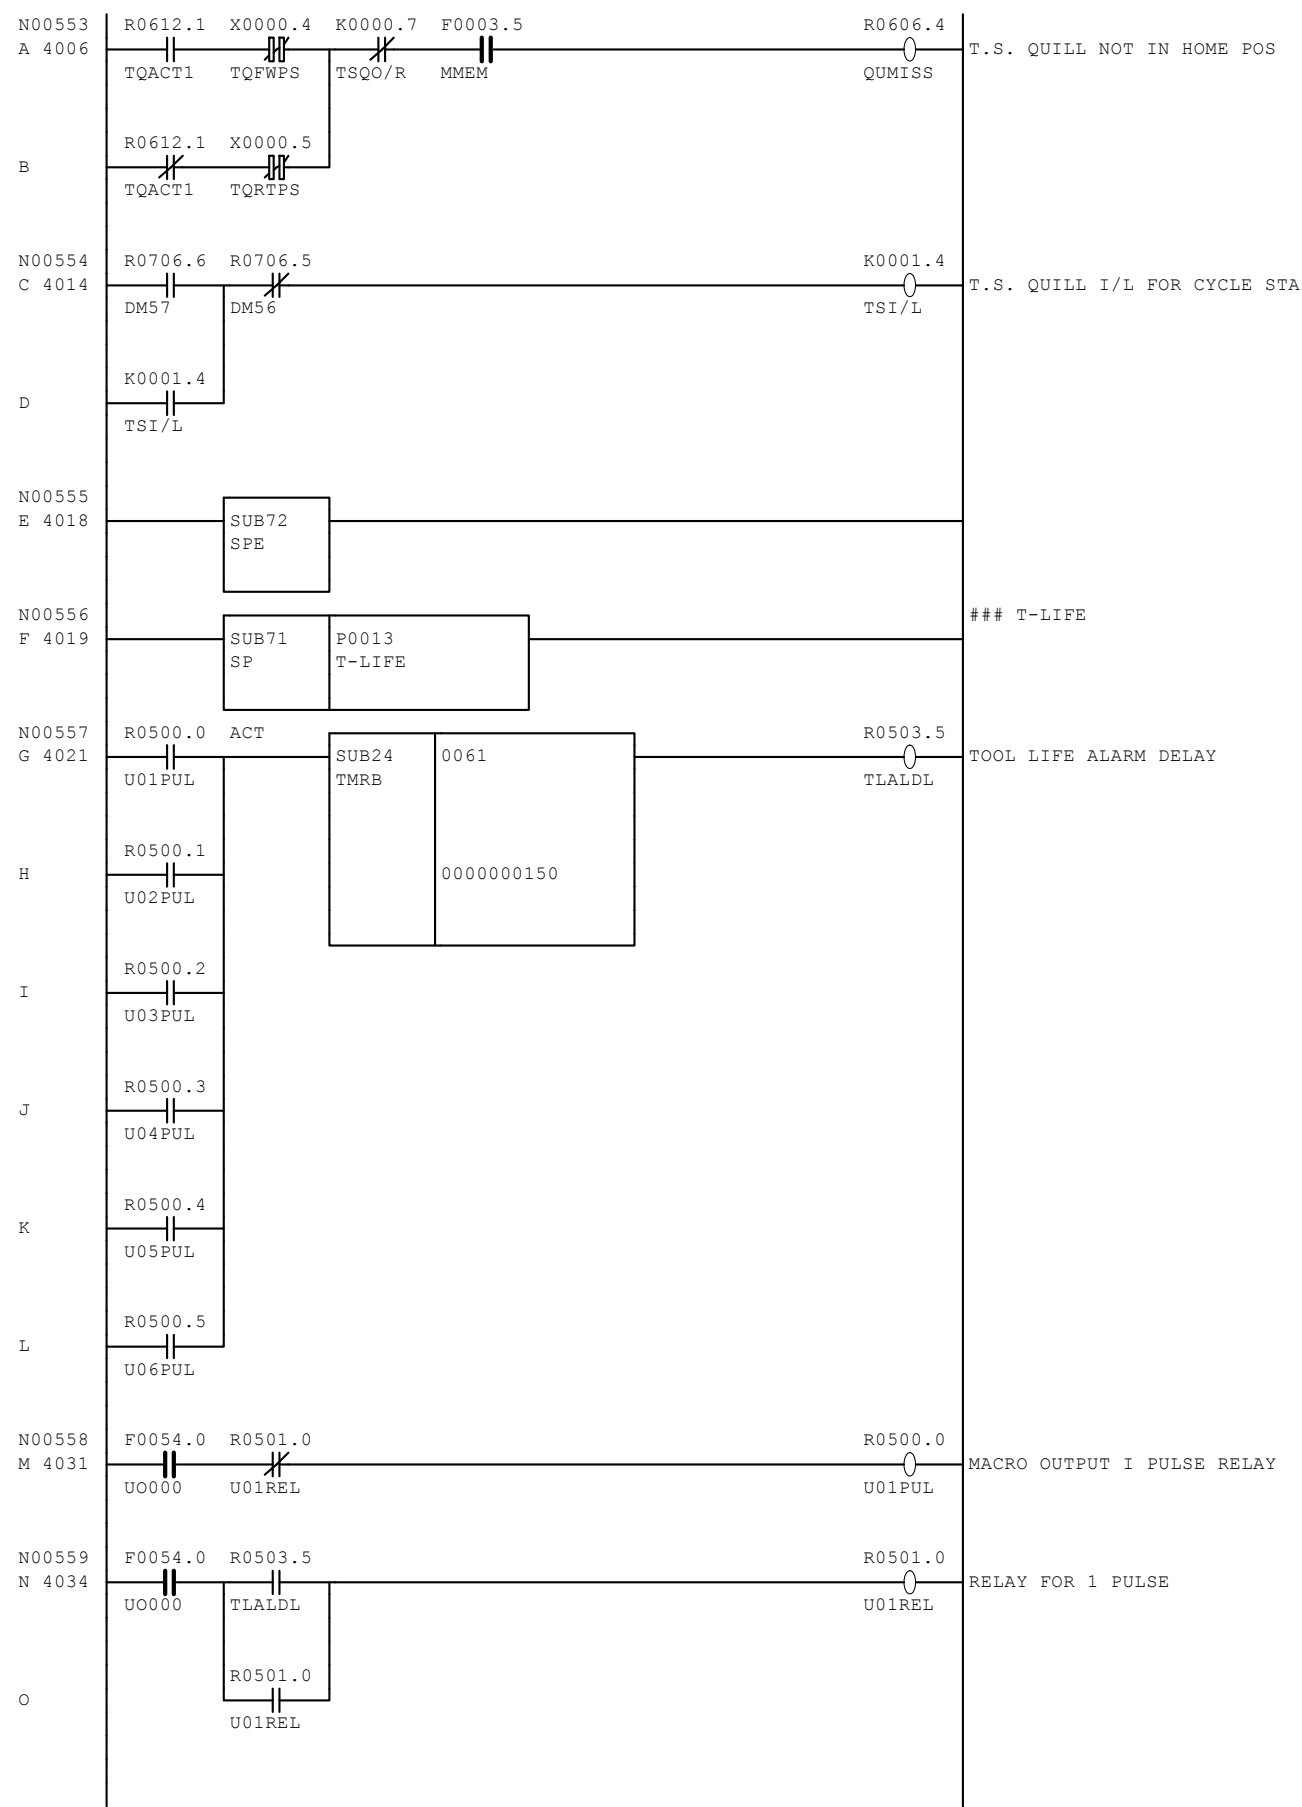 N00553 R0612.1 X0000.4 K0000.7 F0003.5 R0606.4
A 4006 T.S. QUILL NOT IN HOME POS
TQACT1 TQFWPS TSQO/R MMEM QUMISS
R0612.1 X0000.5
B
TQACT1 TQRTPS
N00554 R0706.6 R0706.5 K0001.4
C 4014 T.S. QUILL I/L FOR CYCLE STA
DM57 DM56 TSI/L
K0001.4
D
TSI/L
N00555
E 4018 SUB72
SPE
N00556 ### T-LIFE
F 4019 SUB71 P0013
SP T-LIFE
N00557 R0500.0 ACT R0503.5
G 4021 SUB24 0061 TOOL LIFE ALARM DELAY
U01PUL TMRB TLALDL
R0500.1
H 0000000150
U02PUL
R0500.2
I
U03PUL
R0500.3
J
U04PUL
R0500.4
K
U05PUL
R0500.5
L
U06PUL
N00558 F0054.0 R0501.0 R0500.0
M 4031 MACRO OUTPUT I PULSE RELAY
UO000 U01REL U01PUL
N00559 F0054.0 R0503.5 R0501.0
N 4034 RELAY FOR 1 PULSE
UO000 TLALDL U01REL
R0501.0
O
U01REL